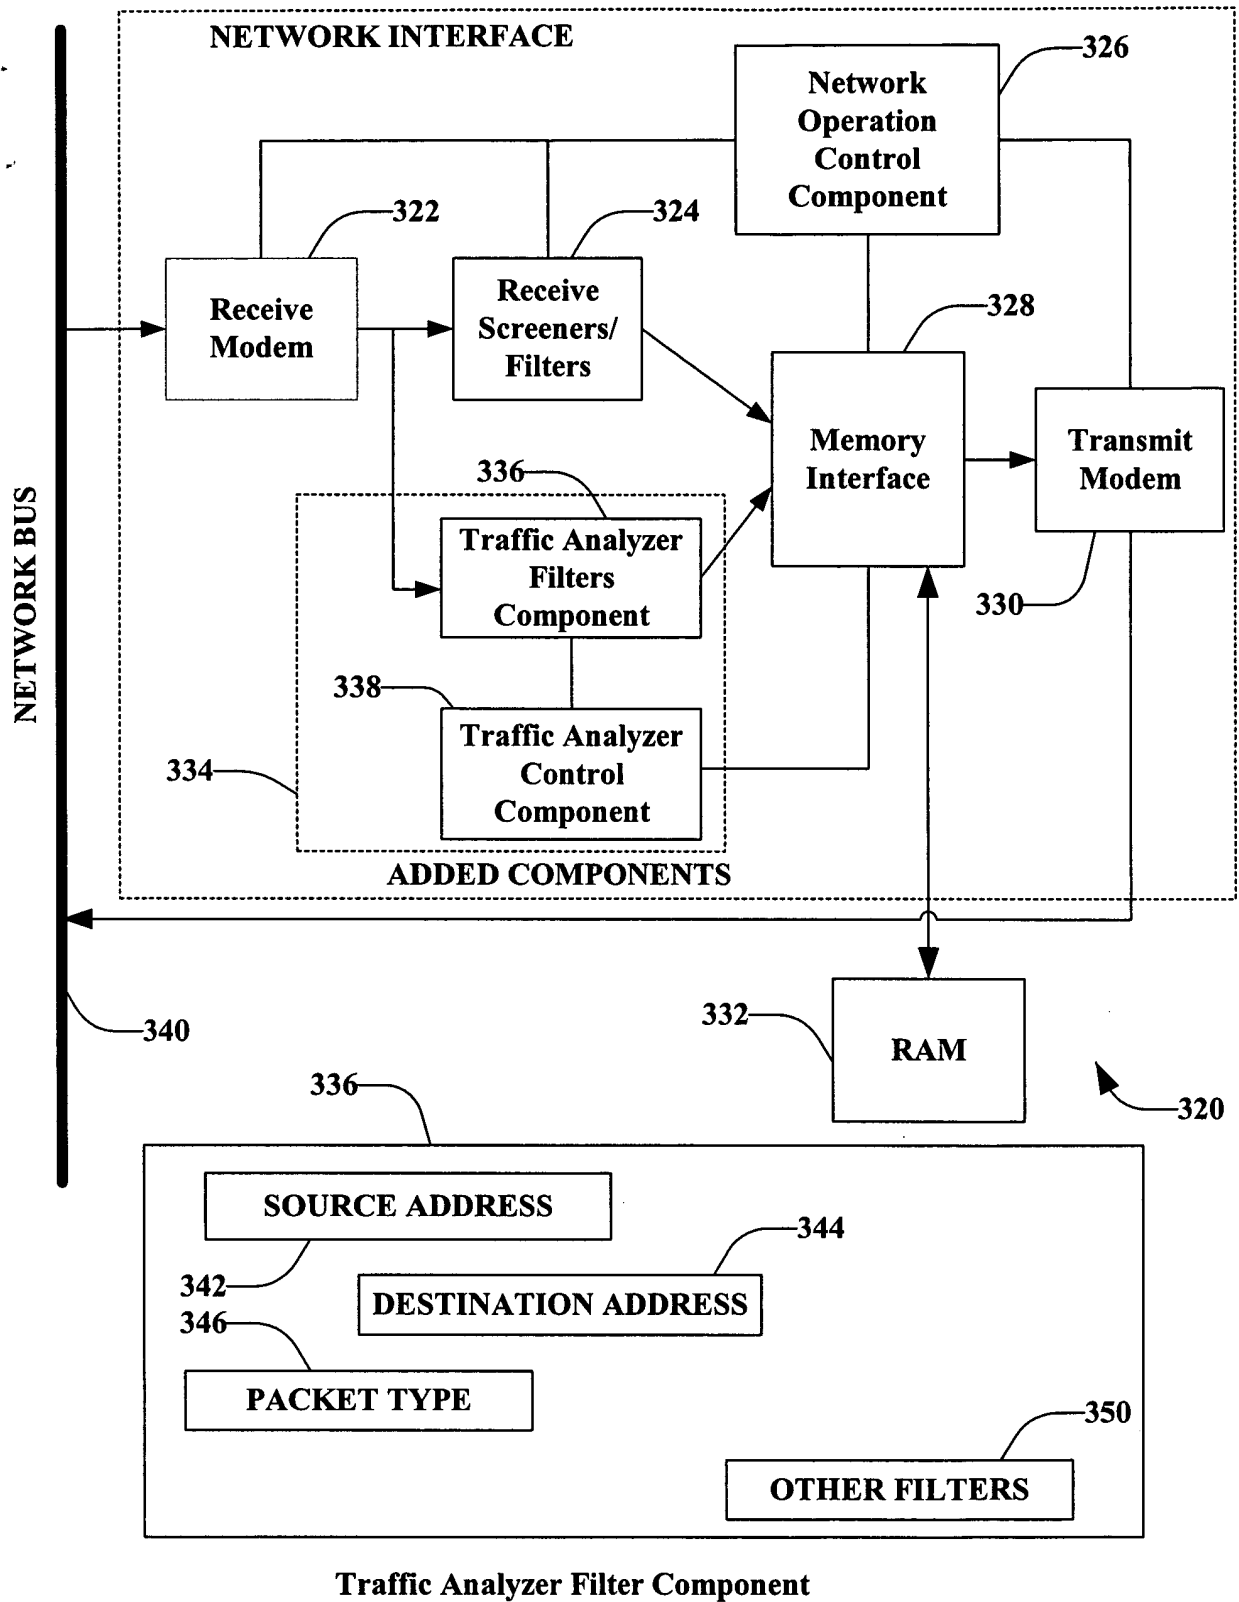 NETWORK INTERFACE
326
Network
Operation
Control
Component
322
324
Receive
Modem
Receive
Screeners/
Filters
328
Memory
Interface
Transmit
Modem
336
Traffic Analyzer
Filters
Component
330
338
Traffic Analyzer
Control
Component
334
ADDED COMPONENTS
NETWORK BUS
340
332
RAM
320
336
SOURCE ADDRESS
342
344
DESTINATION ADDRESS
346
PACKET TYPE
350
OTHER FILTERS
Traffic Analyzer Filter Component